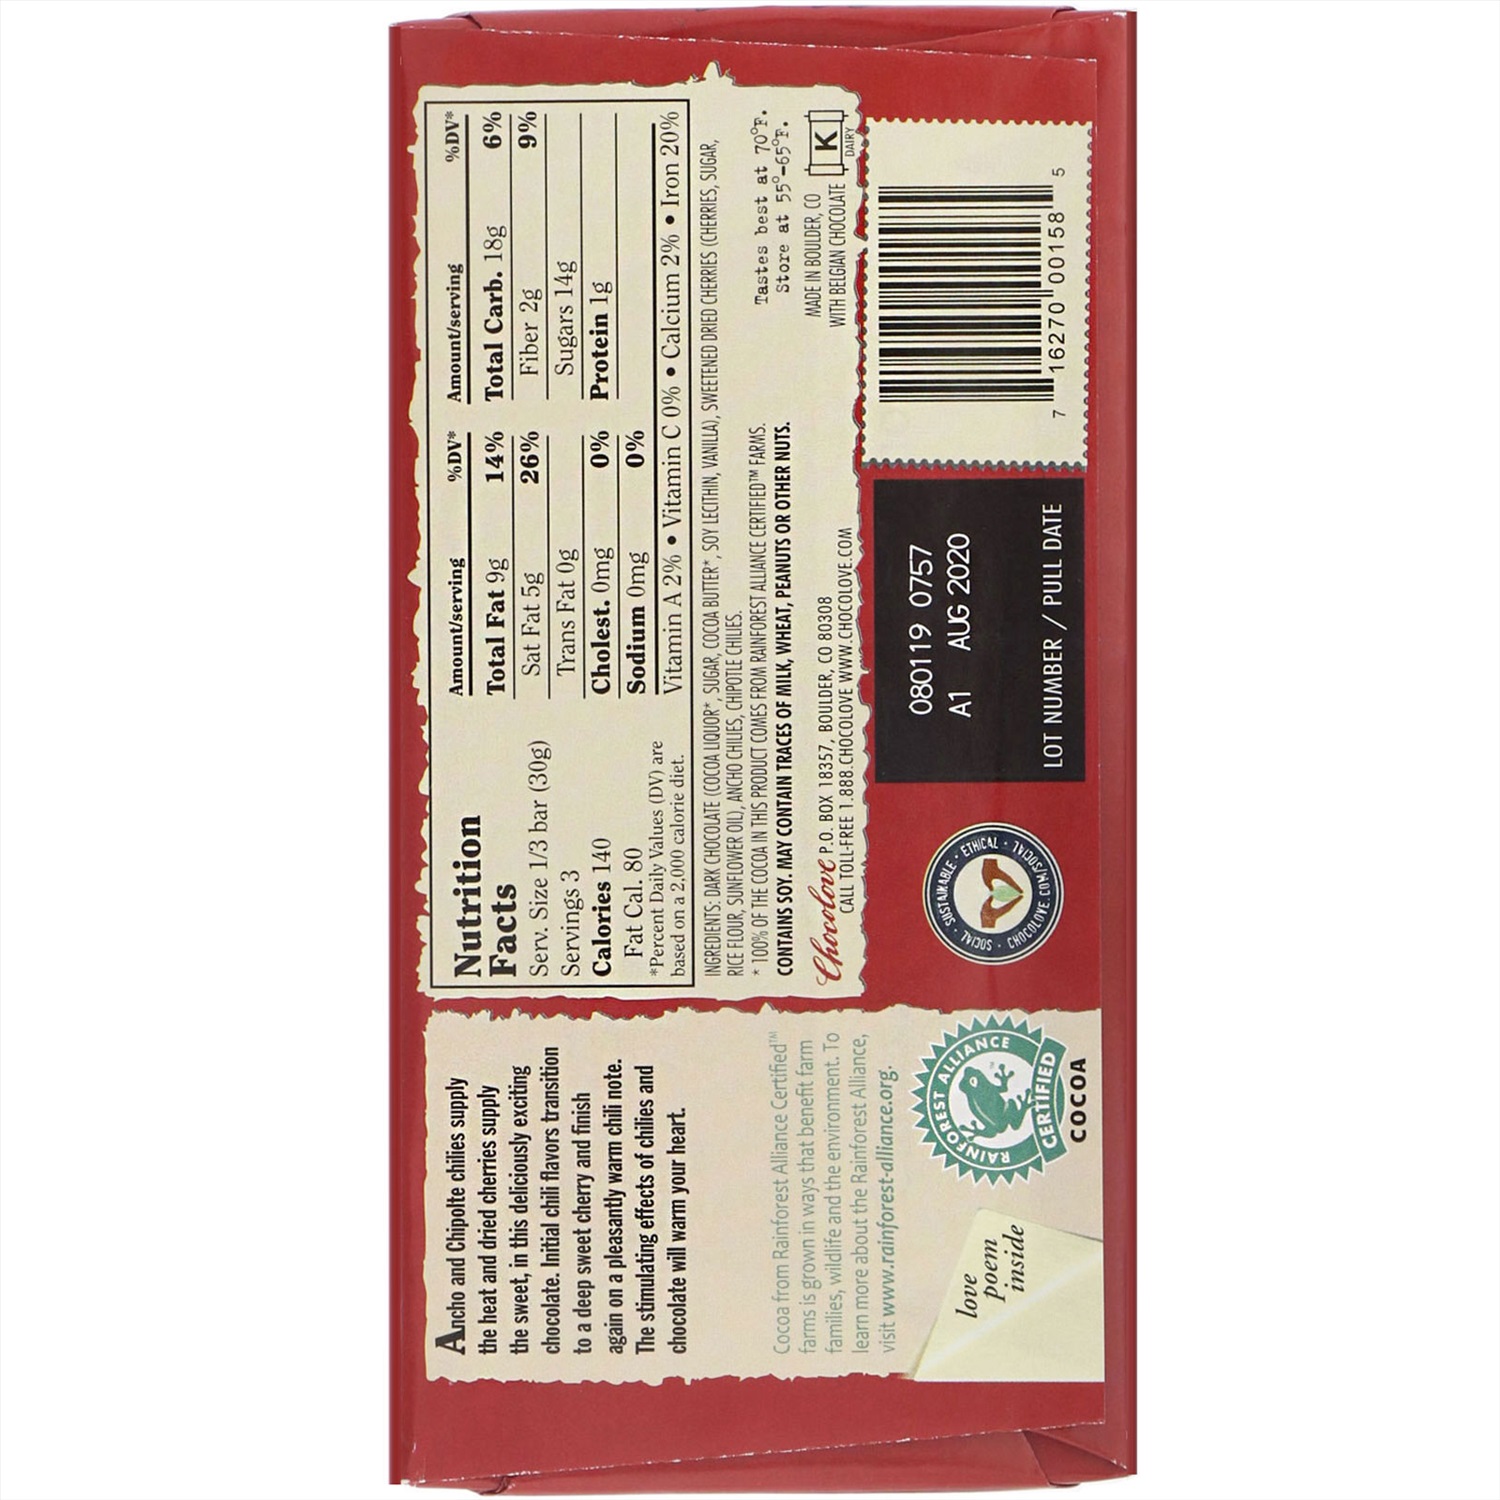 Ancho and Chipolte chilies supply
the heat and dried cherries supply
the sweet, in this deliciously exciting
chocolate. Initial chili flavors transition
to a deep sweet cherry and finish
again on a pleasantly warm chili note.
The stimulating effects of chilies and
chocolate will warm your heart.
Cocoa from Rainforest Alliance Certified™
farms is grown in ways that benefit farm
families, wildlife and the environment. To
learn more about the Rainforest Alliance,
visit www.rainforest-alliance.org.
love
poem
inside
RAINFOREST ALLIANCE
CERTIFIED
COCOA
Nutrition
Facts
Serv. Size 1/3 bar (30g)
Servings 3
Calories 140
Fat Cal. 80
*Percent Daily Values (DV) are
based on a 2,000 calorie diet.
Amount/serving %DV*
Total Fat 9g 14%
Sat Fat 5g 26%
Trans Fat 0g
Cholest. 0mg 0%
Sodium 0mg 0%
Amount/serving %DV*
Total Carb. 18g 6%
Fiber 2g 9%
Sugars 14g
Protein 1g
Vitamin A 2% • Vitamin C 0% • Calcium 2% • Iron 20%
INGREDIENTS: DARK CHOCOLATE (COCOA LIQUOR*, SUGAR, COCOA BUTTER*, SOY LECITHIN, VANILLA), SWEETENED DRIED CHERRIES (CHERRIES, SUGAR,
RICE FLOUR, SUNFLOWER OIL), ANCHO CHILIES, CHIPOTLE CHILIES.
* 100% OF THE COCOA IN THIS PRODUCT COMES FROM RAINFOREST ALLIANCE CERTIFIED™ FARMS.
CONTAINS SOY. MAY CONTAIN TRACES OF MILK, WHEAT, PEANUTS OR OTHER NUTS.
Chocolove P.O. BOX 18357, BOULDER, CO 80308
CALL TOLL-FREE 1.888.CHOCOLOVE WWW.CHOCOLOVE.COM
Tastes best at 70°F.
Store at 55°-65°F.
MADE IN BOULDER, CO
WITH BELGIAN CHOCOLATE
K
DAIRY
SOCIAL · SUSTAINABLE · ETHICAL ·
CHOCOLOVE.COM/SOCIAL
080119 0757
A1 AUG 2020
LOT NUMBER / PULL DATE
7 16270 00158 5